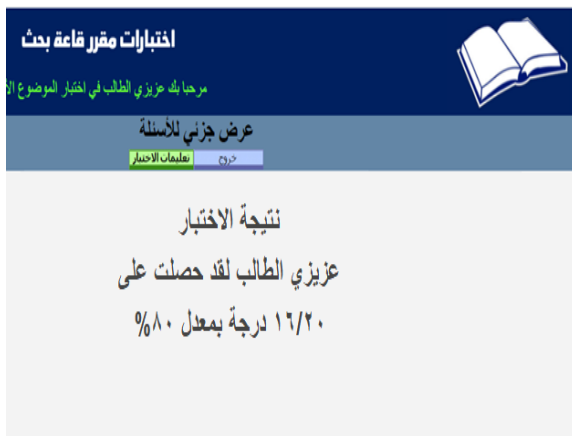 اختبارات مقرر قاعة بحث
مرحبا بك عزيزي الطالب في اختبار الموضوع
عرض جزئي للأسئلة
خروج
تعليمات الاختبار
نتيجة الاختبار
عزيزي الطالب لقد حصلت على
١٦/٢٠ درجة بمعدل ٨٠%